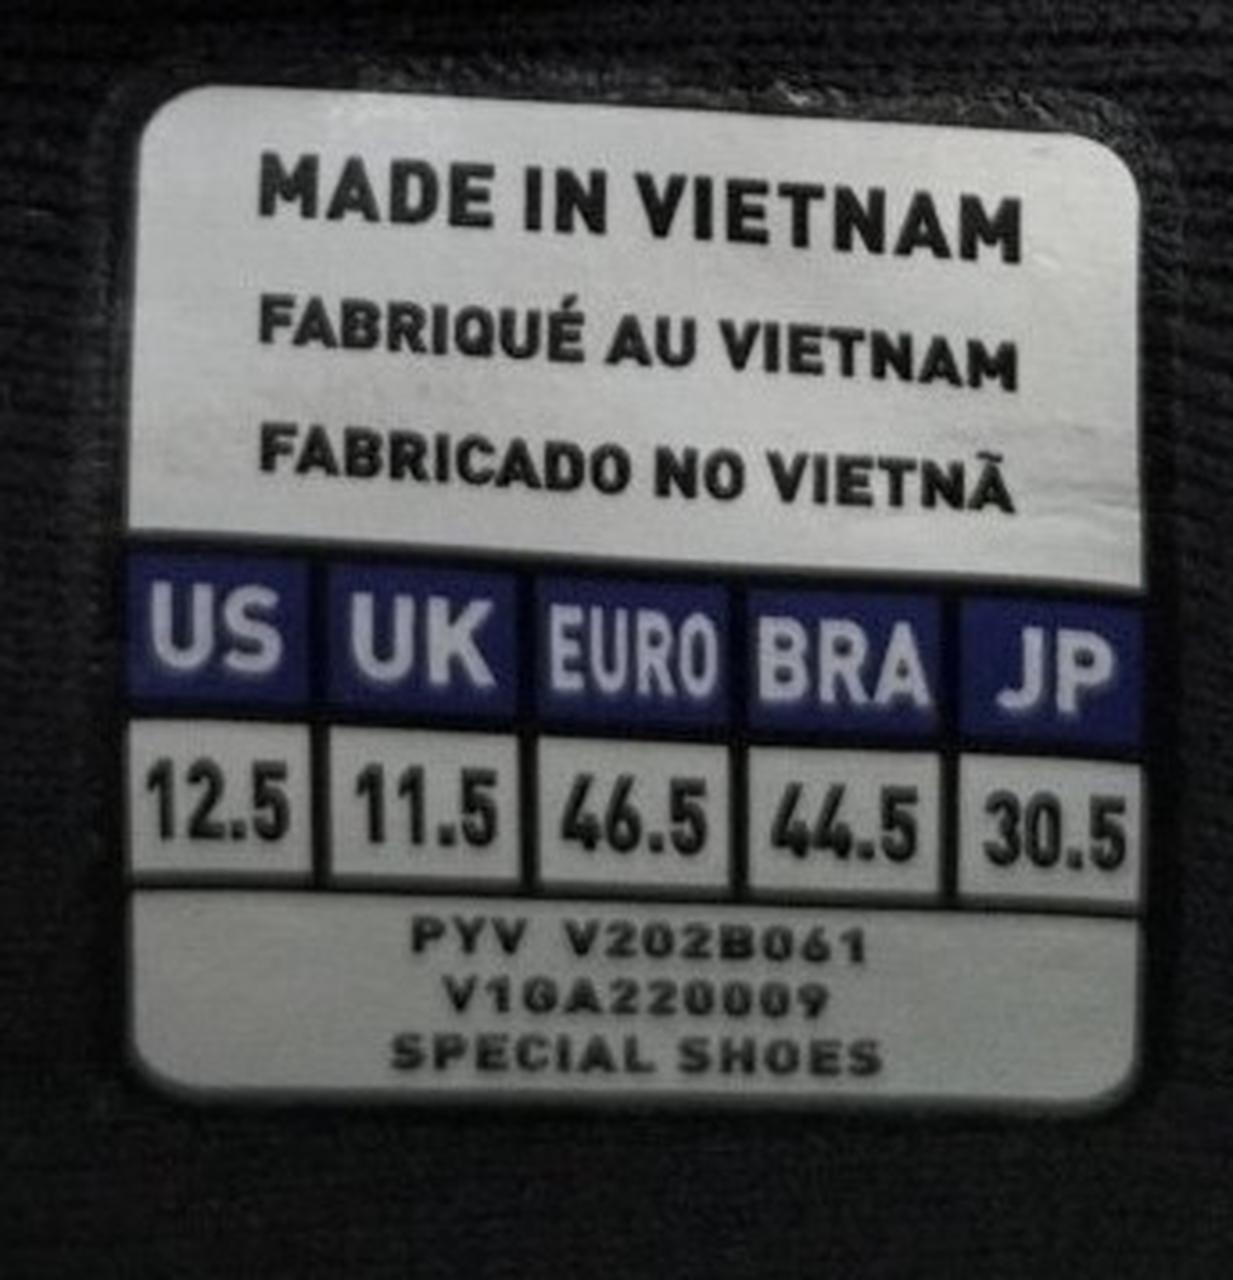 MADE IN VIETNAM
FABRIQUÉ AU VIETNAM
FABRICADO NO VIETNÃ
US UK EURO BRA JP
12.5 11.5 46.5 44.5 30.5
PYV V202B061
V1GA220009
SPECIAL SHOES